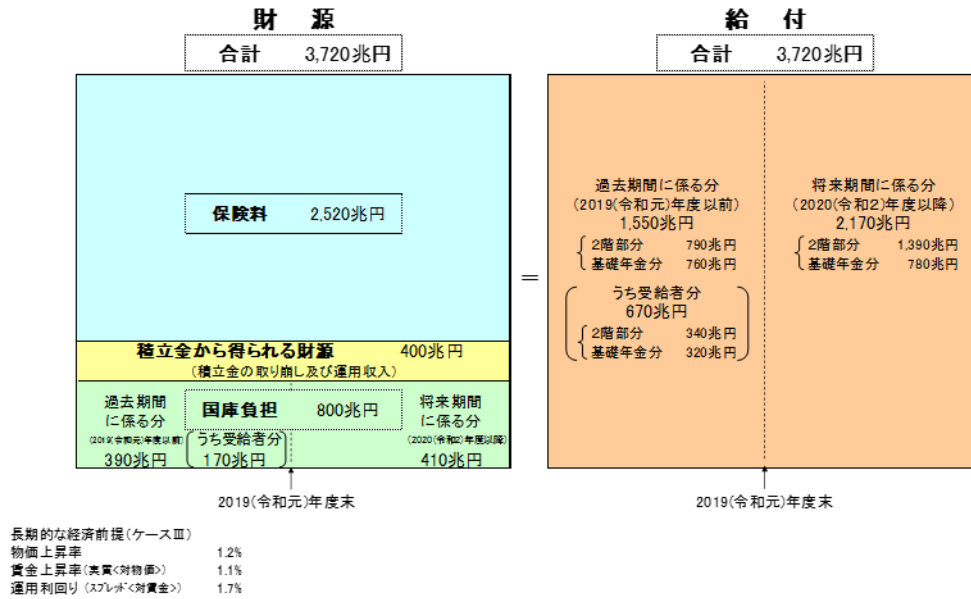 財　源
合計　3,720兆円
保険料　2,520兆円
積立金から得られる財源　400兆円
(積立金の取り崩し及び運用収入)
国庫負担　800兆円
過去期間
に係る分
(2019(令和元)年度以前)
390兆円
うち受給者分
170兆円
将来期間
に係る分
(2020(令和2)年度以降)
410兆円
2019(令和元)年度末
＝
給　付
合計　3,720兆円
過去期間に係る分
(2019(令和元)年度以前)
1,550兆円
2階部分　790兆円
基礎年金分　760兆円
うち受給者分
670兆円
2階部分　340兆円
基礎年金分　320兆円
将来期間に係る分
(2020(令和2)年度以降)
2,170兆円
2階部分　1,390兆円
基礎年金分　780兆円
2019(令和元)年度末
長期的な経済前提(ケースⅢ)
物価上昇率　1.2%
賃金上昇率(実質<対物価>)　1.1%
運用利回り(ｽﾌﾟﾚｯﾄﾞ<対賃金>)　1.7%